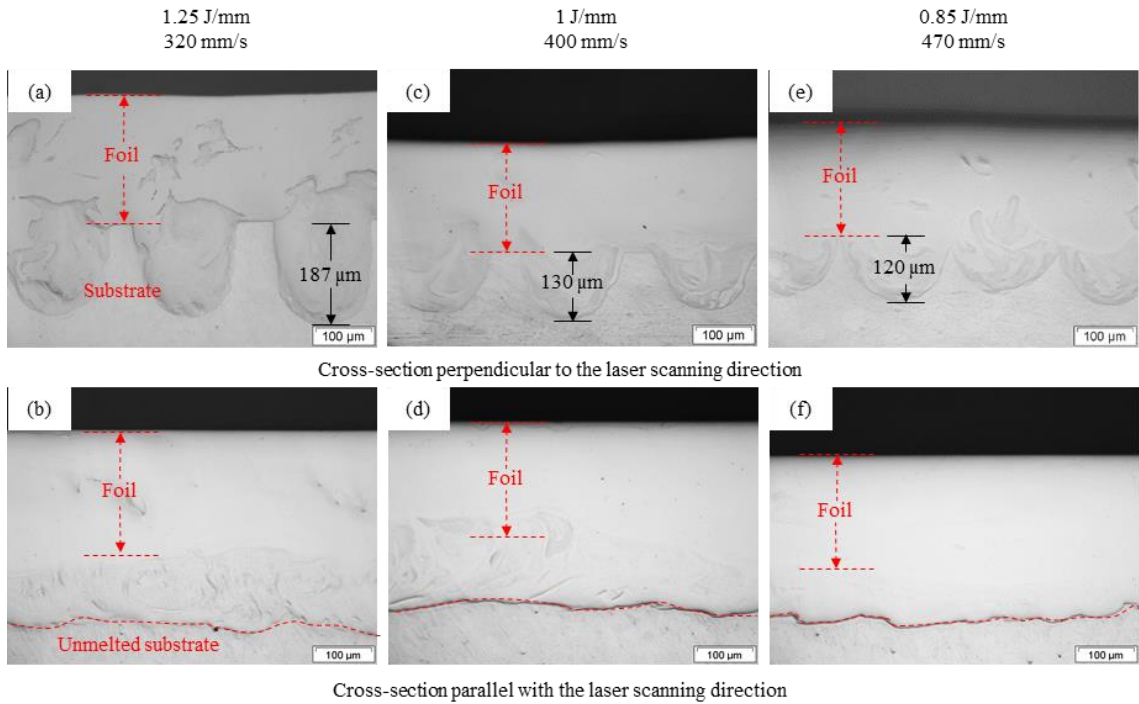 1.25 J/mm
320 mm/s
1 J/mm
400 mm/s
0.85 J/mm
470 mm/s
(a)
Foil
187 μm
Substrate
100 μm
(c)
Foil
130 μm
100 μm
(e)
Foil
120 μm
100 μm
Cross-section perpendicular to the laser scanning direction
(b)
Foil
Unmelted substrate
100 μm
(d)
Foil
100 μm
(f)
Foil
100 μm
Cross-section parallel with the laser scanning direction